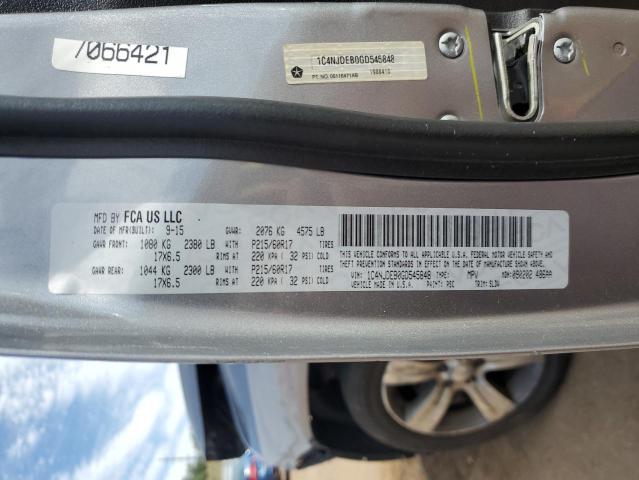 7066421
1C4NJDEB0GD545848
1508410
MFD BY FCA US LLC
DATE OF MFR(BUILT): 9-15 GVWR: 2076 KG 4575 LB
GAWR FRONT: 1080 KG 2380 LB WITH P215/60R17 TIRES
17X6.5 RIMS AT 220 KPA ( 32 PSI) COLD
GAWR REAR: 1044 KG 2300 LB WITH P215/60R17 TIRES
17X6.5 RIMS AT 220 KPA ( 32 PSI) COLD
THIS VEHICLE CONFORMS TO ALL APPLICABLE U.S.A. FEDERAL MOTOR VEHICLE SAFETY AND
THEFT PREVENTION STANDARDS IN EFFECT ON THE DATE OF MANUFACTURE SHOWN ABOVE.
VIN: 1C4NJDEB0GD545848 TYPE: MPV MDH: 090202 486AA
VEHICLE MADE IN U.S.A. PAINT: PSC TRIM: SLDV